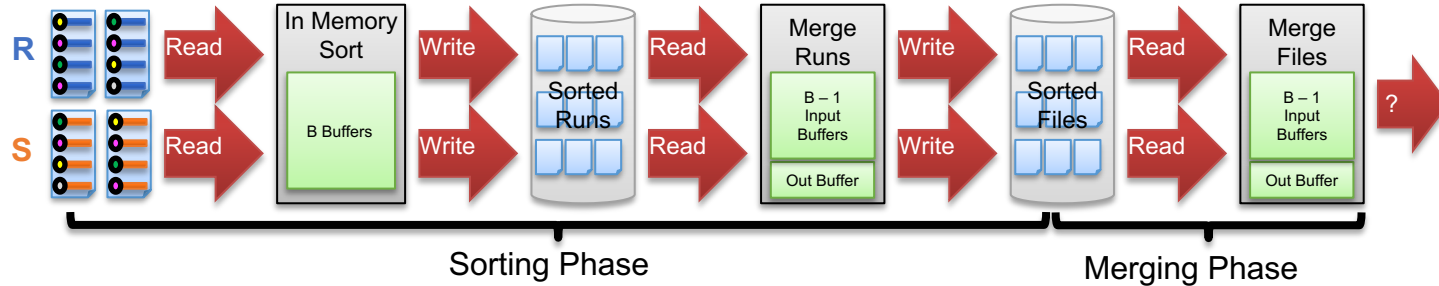 R
S
Read
Read
In Memory
Sort
B Buffers
Write
Write
Sorted
Runs
Read
Read
Merge
Runs
B – 1
Input
Buffers
Out Buffer
Write
Write
Sorted
Files
Read
Read
Merge
Files
B – 1
Input
Buffers
Out Buffer
?
Sorting Phase
Merging Phase